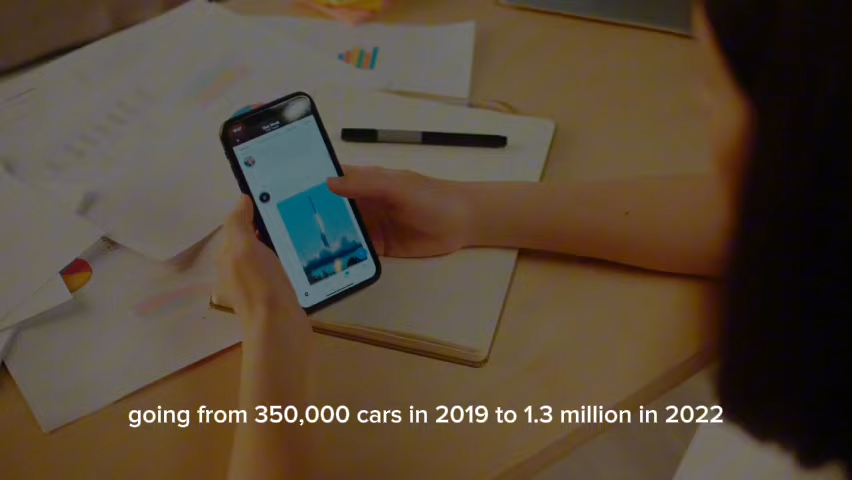 going from 350,000 cars in 2019 to 1.3 million in 2022